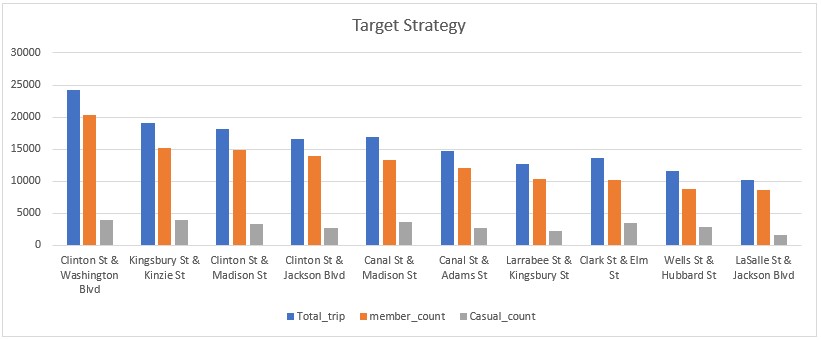 Target Strategy
30000
25000
20000
15000
10000
5000
0
Clinton St &
Washington
Blvd
Kingsbury St &
Kinzie St
Clinton St &
Madison St
Clinton St &
Jackson Blvd
Canal St &
Madison St
Canal St &
Adams St
Larrabee St &
Kingsbury St
Clark St & Elm
St
Wells St &
Hubbard St
LaSalle St &
Jackson Blvd
Total_trip
member_count
Casual_count